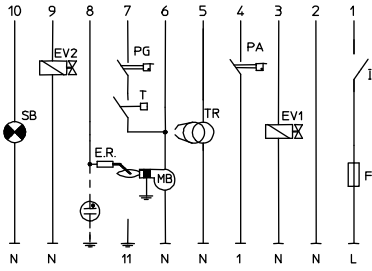 10 9 8 7 6 5 4 3 2 1
EV2 PG PA
I
T
SB TR EV1
E.R.
MB F
N N 11 N N 1 N N L